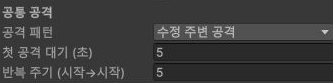 공통 공격
공격 패턴 수정 주변 공격
첫 공격 대기 (초) 5
반복 주기 (시작→시작) 5